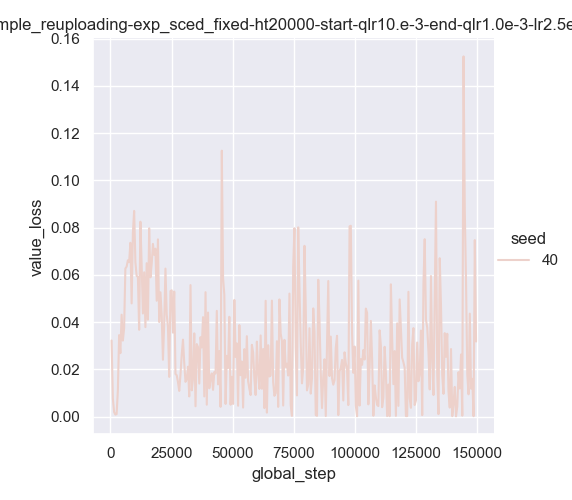 mple_reuploading-exp_sced_fixed-ht20000-start-qlr10.e-3-end-qlr1.0e-3-lr2.5e
0.16
0.14
0.12
0.10
0.08
0.06
0.04
0.02
0.00
value_loss
0 25000 50000 75000 100000 125000 150000
global_step
seed
40